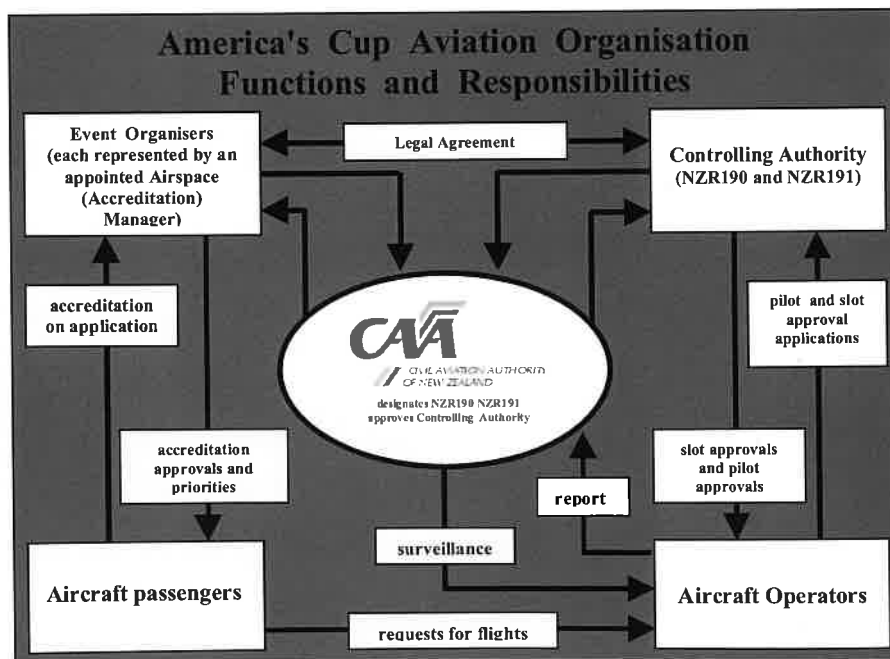 America's Cup Aviation Organisation
Functions and Responsibilities
Event Organisers
(each represented by an
appointed Airspace
(Accreditation)
Manager)
Legal Agreement
Controlling Authority
(NZR190 and NZR191)
accreditation
on application
pilot and slot
approval
applications
CAA
CIVIL AVIATION AUTHORITY
OF NEW ZEALAND
designates NZR190 NZR191
approves Controlling Authority
accreditation
approvals and
priorities
slot approvals
and pilot
approvals
report
surveillance
Aircraft passengers
Aircraft Operators
requests for flights